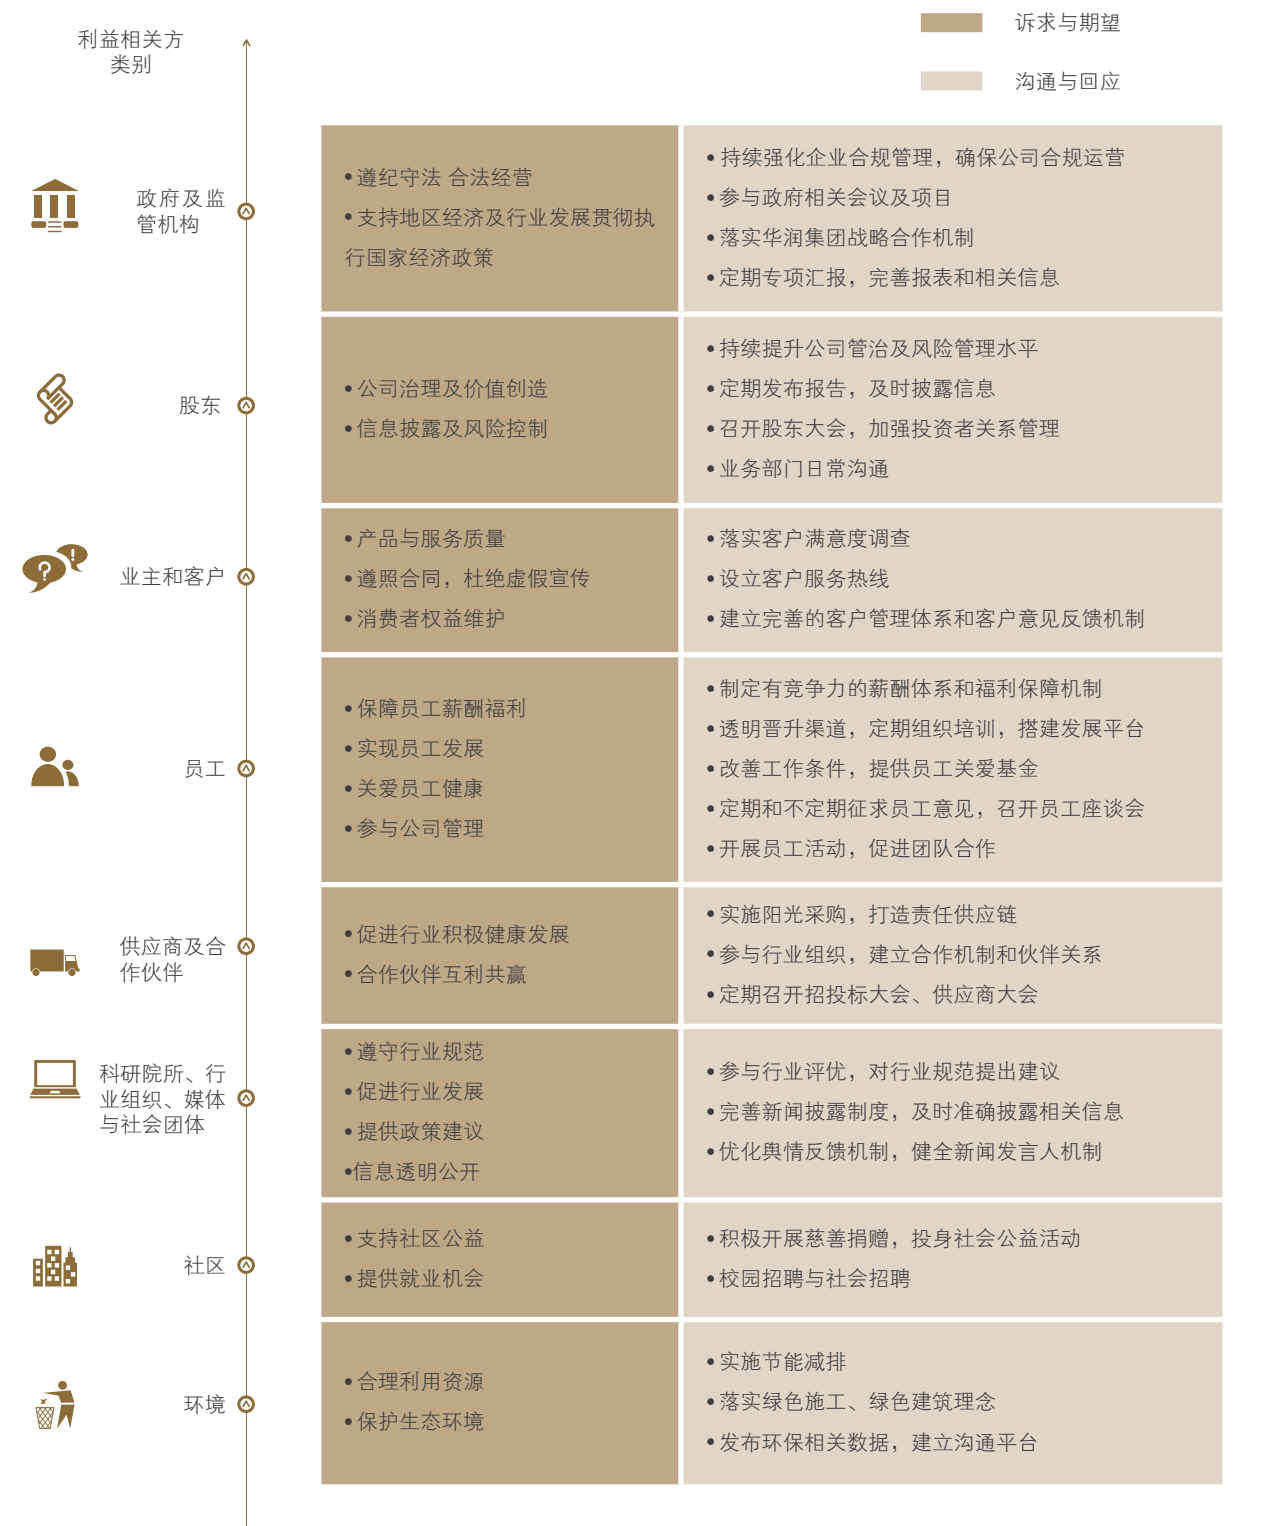 利益相关方
类别
诉求与期望
沟通与回应
政府及监
管机构
•遵纪守法 合法经营
•支持地区经济及行业发展贯彻执
行国家经济政策
•持续强化企业合规管理，确保公司合规运营
•参与政府相关会议及项目
•落实华润集团战略合作机制
•定期专项汇报，完善报表和相关信息
股东
•公司治理及价值创造
•信息披露及风险控制
•持续提升公司管治及风险管理水平
•定期发布报告，及时披露信息
•召开股东大会，加强投资者关系管理
•业务部门日常沟通
业主和客户
•产品与服务质量
•遵照合同，杜绝虚假宣传
•消费者权益维护
•落实客户满意度调查
•设立客户服务热线
•建立完善的客户管理体系和客户意见反馈机制
员工
•保障员工薪酬福利
•实现员工发展
•关爱员工健康
•参与公司管理
•制定有竞争力的薪酬体系和福利保障机制
•透明晋升渠道，定期组织培训，搭建发展平台
•改善工作条件，提供员工关爱基金
•定期和不定期征求员工意见，召开员工座谈会
•开展员工活动，促进团队合作
供应商及合
作伙伴
•促进行业积极健康发展
•合作伙伴互利共赢
•实施阳光采购，打造责任供应链
•参与行业组织，建立合作机制和伙伴关系
•定期召开招投标大会、供应商大会
科研院所、行
业组织、媒体
与社会团体
•遵守行业规范
•促进行业发展
•提供政策建议
•信息透明公开
•参与行业评优，对行业规范提出建议
•完善新闻披露制度，及时准确披露相关信息
•优化舆情反馈机制，健全新闻发言人机制
社区
•支持社区公益
•提供就业机会
•积极开展慈善捐赠，投身社会公益活动
•校园招聘与社会招聘
环境
•合理利用资源
•保护生态环境
•实施节能减排
•落实绿色施工、绿色建筑理念
•发布环保相关数据，建立沟通平台